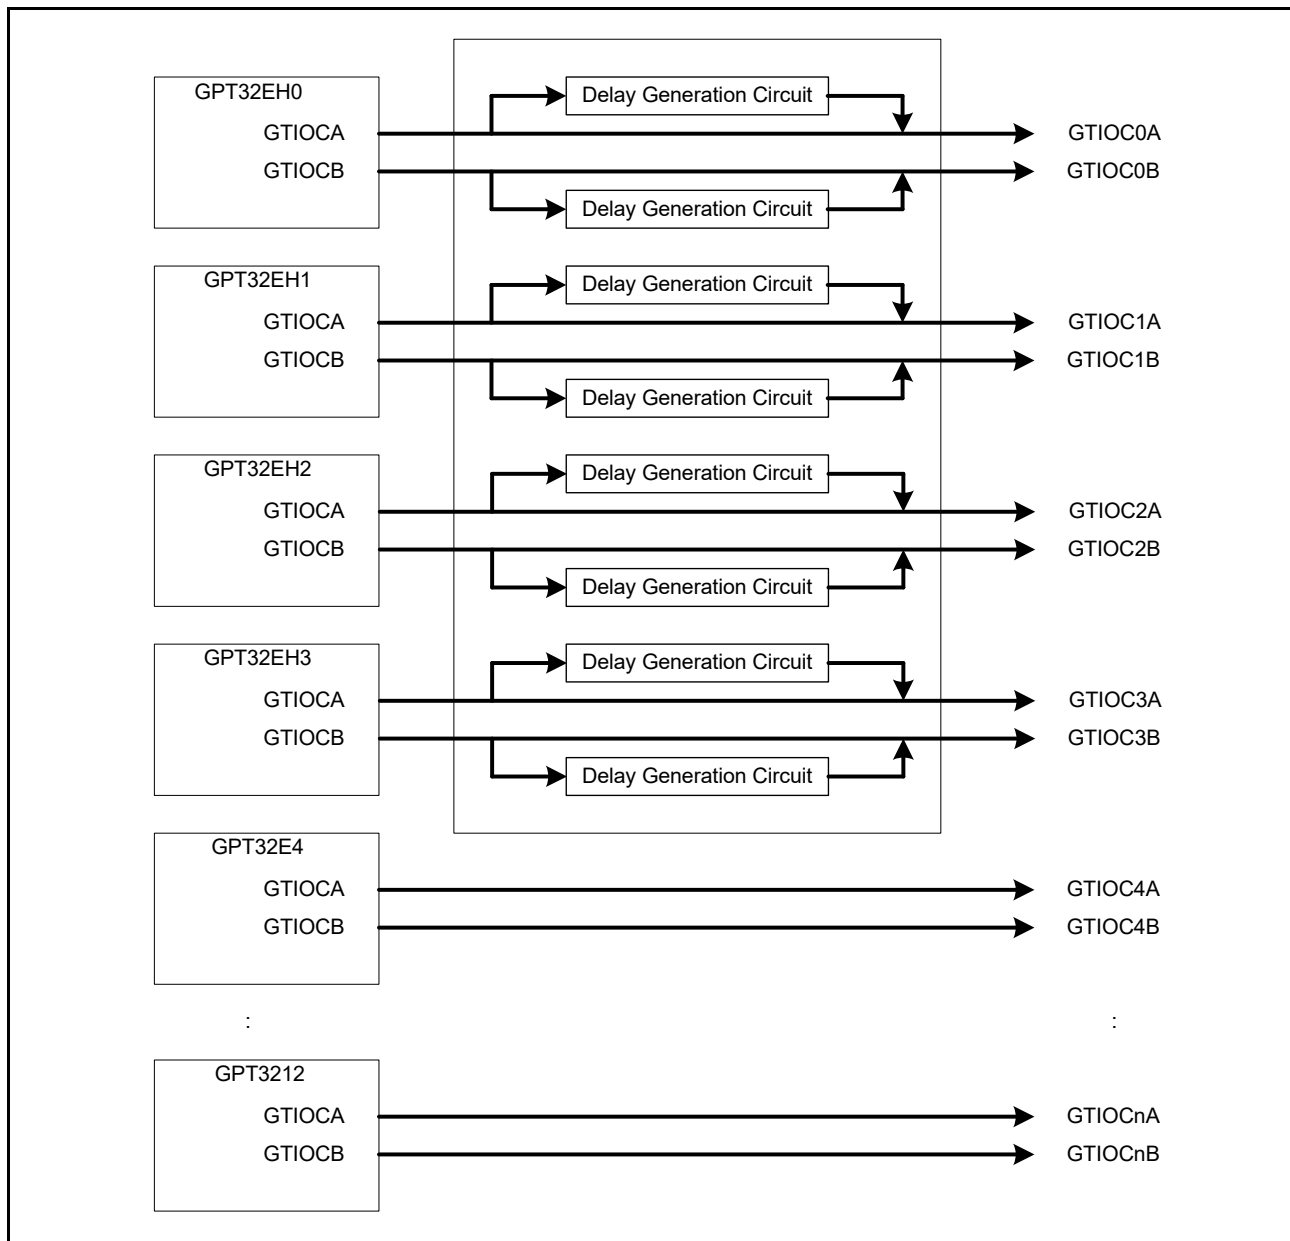 GPT32EH0
Delay Generation Circuit
GTIOCA
GTIOC0A
GTIOCB
GTIOC0B
Delay Generation Circuit
GPT32EH1
Delay Generation Circuit
GTIOCA
GTIOC1A
GTIOCB
GTIOC1B
Delay Generation Circuit
GPT32EH2
Delay Generation Circuit
GTIOCA
GTIOC2A
GTIOCB
GTIOC2B
Delay Generation Circuit
GPT32EH3
Delay Generation Circuit
GTIOCA
GTIOC3A
GTIOCB
GTIOC3B
Delay Generation Circuit
GPT32E4
GTIOCA
GTIOC4A
GTIOCB
GTIOC4B
:
:
GPT3212
GTIOCA
GTIOCnA
GTIOCB
GTIOCnB